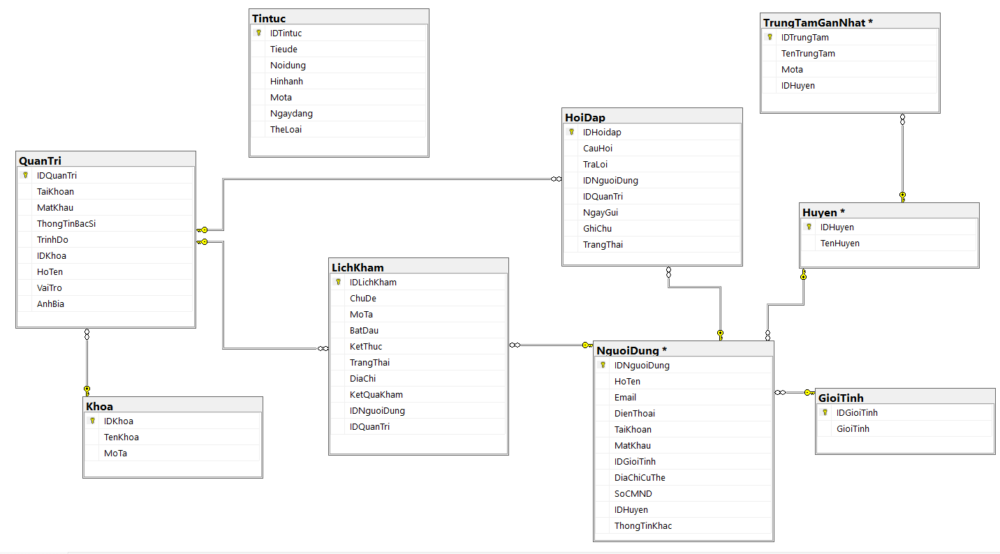 Tintuc
IDTintuc
Tieude
Noidung
Hinhanh
Mota
Ngaydang
TheLoai
TrungTamGanNhat *
IDTrungTam
TenTrungTam
Mota
IDHuyen
HoiDap
IDHoidap
CauHoi
TraLoi
IDNguoiDung
IDQuanTri
NgayGui
GhiChu
TrangThai
QuanTri
IDQuanTri
TaiKhoan
MatKhau
ThongTinBacSi
TrinhDo
IDKhoa
HoTen
VaiTro
AnhBia
Huyen *
IDHuyen
TenHuyen
LichKham
IDLichKham
ChuDe
MoTa
BatDau
KetThuc
TrangThai
DiaChi
KetQuaKham
IDNguoiDung
IDQuanTri
NguoiDung *
IDNguoiDung
HoTen
Email
DienThoai
TaiKhoan
MatKhau
IDGioiTinh
DiaChiCuThe
SoCMND
IDHuyen
ThongTinKhac
GioiTinh
IDGioiTinh
GioiTinh
Khoa
IDKhoa
TenKhoa
MoTa